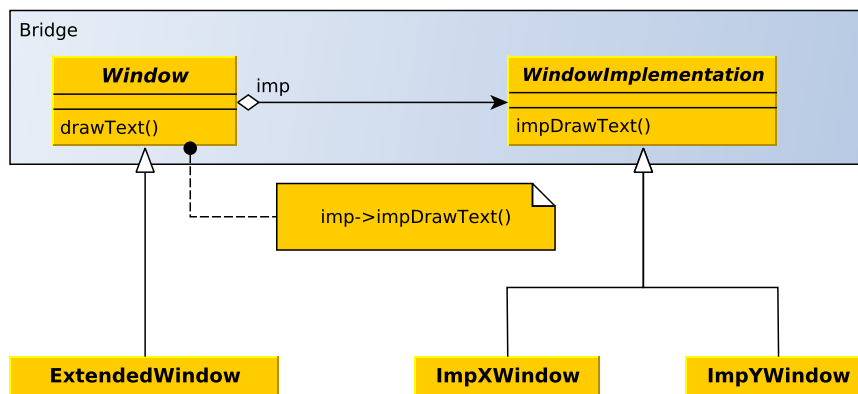 Bridge
Window
imp
WindowImplementation
drawText()
impDrawText()
imp->impDrawText()
ExtendedWindow
ImpXWindow
ImpYWindow